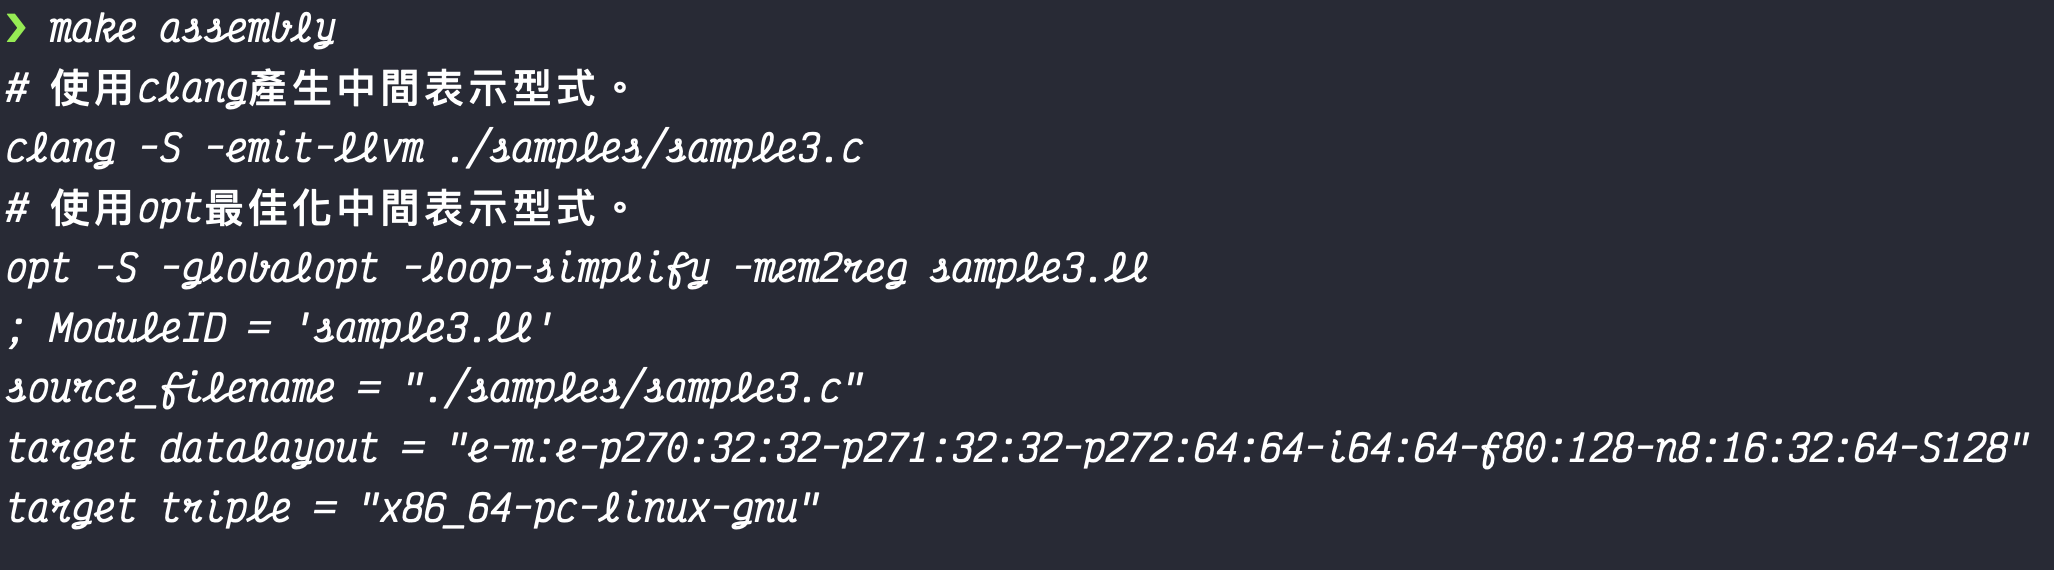 ❯ make assembly
# 使用clang產生中間表示型式。
clang -S -emit-llvm ./samples/sample3.c
# 使用opt最佳化中間表示型式。
opt -S -globalopt -loop-simplify -mem2reg sample3.ll
; ModuleID = 'sample3.ll'
source_filename = "./samples/sample3.c"
target datalayout = "e-m:e-p270:32:32-p271:32:32-p272:64:64-i64:64-f80:128-n8:16:32:64-S128"
target triple = "x86_64-pc-linux-gnu"